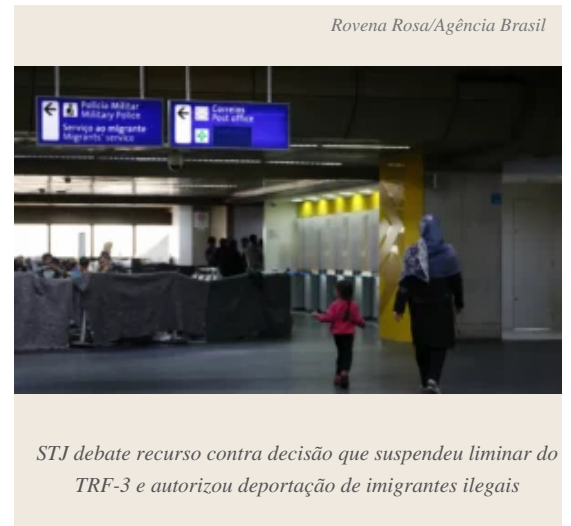 Rovena Rosa/Agência Brasil
Polícia Militar
Military Police
Serviço ao migrante
Migrants' service
Correios
Post office
STJ debate recurso contra decisão que suspendeu liminar do
TRF-3 e autorizou deportação de imigrantes ilegais